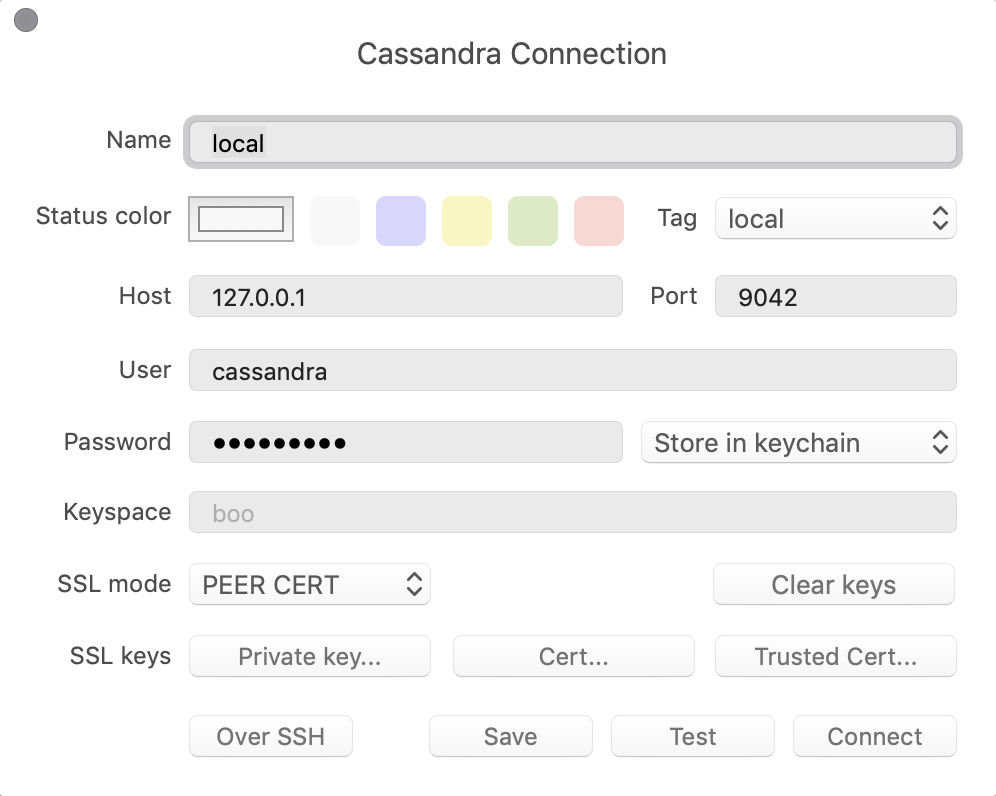 Cassandra Connection
Name local
Status color Tag local
Host 127.0.0.1 Port 9042
User cassandra
Password ●●●●●●●●● Store in keychain
Keyspace boo
SSL mode PEER CERT Clear keys
SSL keys Private key... Cert... Trusted Cert...
Over SSH Save Test Connect